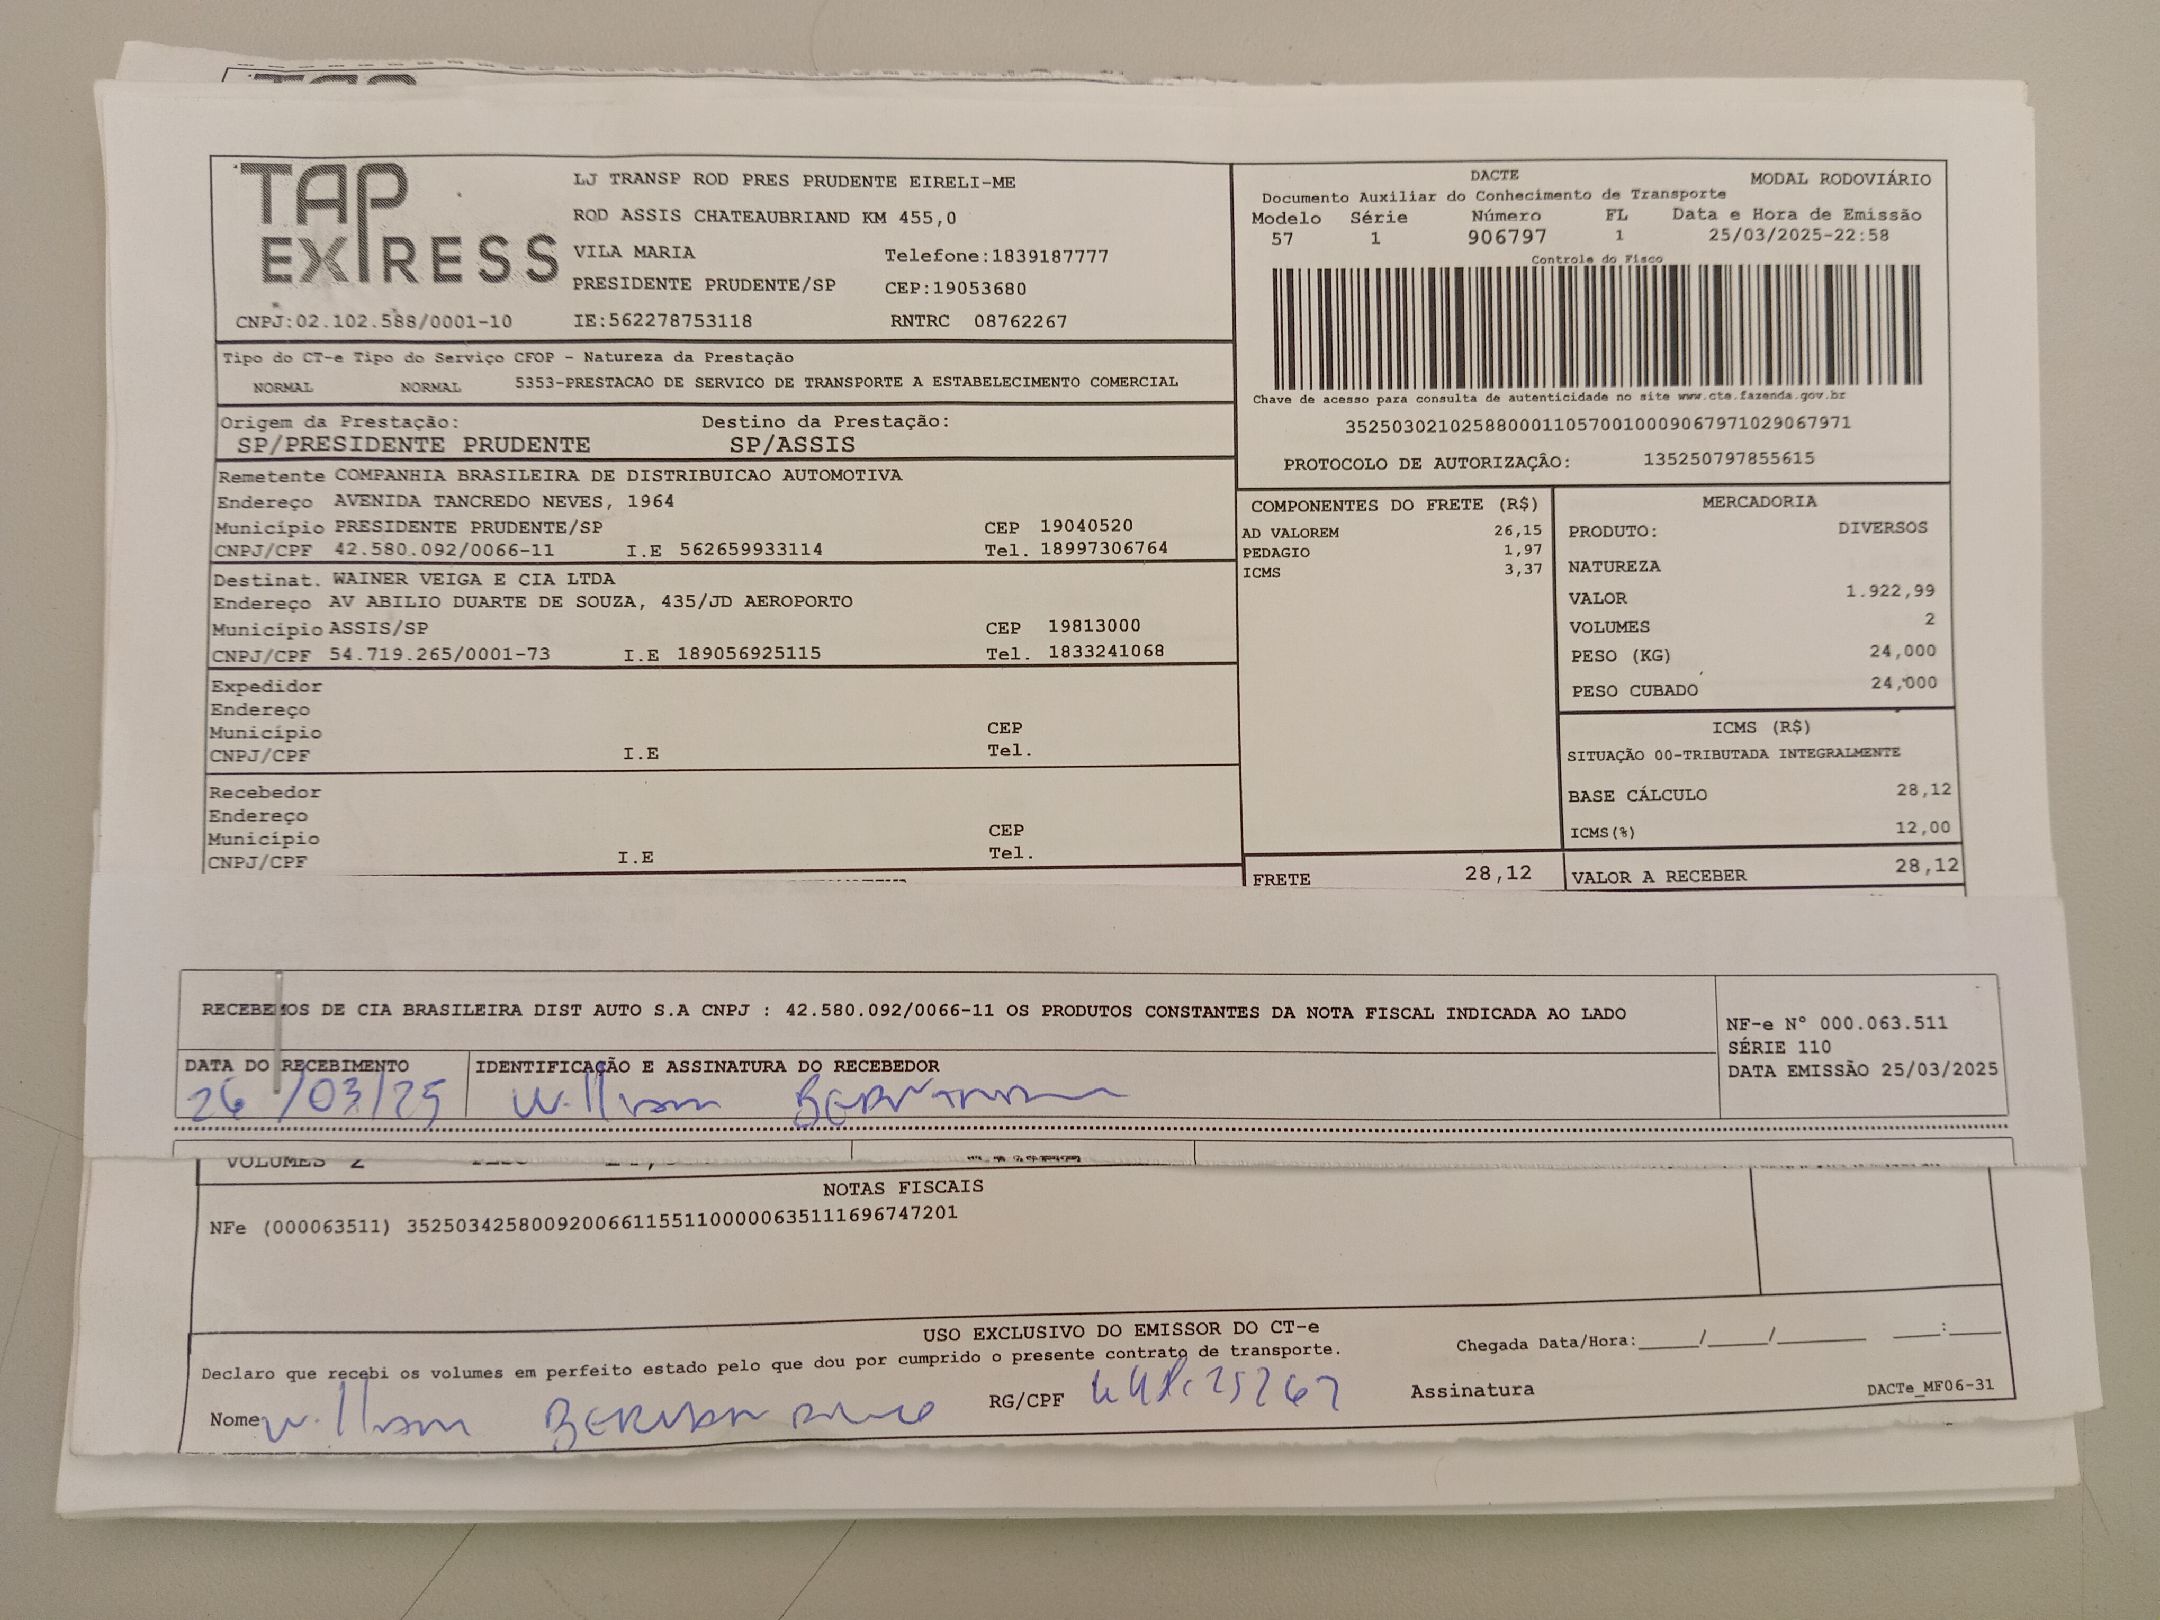 TAP EXPRESS
CNPJ:02.102.588/0001-10
LJ TRANSP ROD PRES PRUDENTE EIRELI-ME
ROD ASSIS CHATEAUBRIAND KM 455,0
VILA MARIA Telefone:1839187777
PRESIDENTE PRUDENTE/SP CEP:19053680
IE:562278753118 RNTRC 08762267
DACTE MODAL RODOVIÁRIO
Documento Auxiliar do Conhecimento de Transporte
Modelo Série Número FL Data e Hora de Emissão
57 1 906797 1 25/03/2025-22:58
Controle do Fisco
Chave de acesso para consulta de autenticidade no site www.cte.fazenda.gov.br
35250302102588000110570010009067971029067971
PROTOCOLO DE AUTORIZAÇÃO: 135250797855615
Tipo do CT-e Tipo do Serviço CFOP - Natureza da Prestação
NORMAL NORMAL 5353-PRESTACAO DE SERVICO DE TRANSPORTE A ESTABELECIMENTO COMERCIAL
Origem da Prestação: Destino da Prestação:
SP/PRESIDENTE PRUDENTE SP/ASSIS
Remetente COMPANHIA BRASILEIRA DE DISTRIBUICAO AUTOMOTIVA
Endereço AVENIDA TANCREDO NEVES, 1964
Município PRESIDENTE PRUDENTE/SP CEP 19040520
CNPJ/CPF 42.580.092/0066-11 I.E 562659933114 Tel. 18997306764
Destinat. WAINER VEIGA E CIA LTDA
Endereço AV ABILIO DUARTE DE SOUZA, 435/JD AEROPORTO
Município ASSIS/SP CEP 19813000
CNPJ/CPF 54.719.265/0001-73 I.E 189056925115 Tel. 1833241068
Expedidor
Endereço
Município CEP
CNPJ/CPF I.E Tel.
Recebedor
Endereço
Município CEP
CNPJ/CPF I.E Tel.
COMPONENTES DO FRETE (R$)
AD VALOREM 26,15
PEDAGIO 1,97
ICMS 3,37
FRETE 28,12
MERCADORIA
PRODUTO: DIVERSOS
NATUREZA
VALOR 1.922,99
VOLUMES 2
PESO (KG) 24,000
PESO CUBADO 24,000
ICMS (R$)
SITUAÇÃO 00-TRIBUTADA INTEGRALMENTE
BASE CÁLCULO 28,12
ICMS(%) 12,00
VALOR A RECEBER 28,12
RECEBEMOS DE CIA BRASILEIRA DIST AUTO S.A CNPJ : 42.580.092/0066-11 OS PRODUTOS CONSTANTES DA NOTA FISCAL INDICADA AO LADO
NF-e N° 000.063.511
SÉRIE 110
DATA EMISSÃO 25/03/2025
DATA DO RECEBIMENTO IDENTIFICAÇÃO E ASSINATURA DO RECEBEDOR
26/03/25 William
VOLUMES 2
NOTAS FISCAIS
NFe (000063511) 35250342580092006611551100000635111696747201
USO EXCLUSIVO DO EMISSOR DO CT-e
Declaro que recebi os volumes em perfeito estado pelo que dou por cumprido o presente contrato de transporte.
Chegada Data/Hora:____/____/______ ___:___
Nome William RG/CPF Assinatura
DACTe_MF06-31